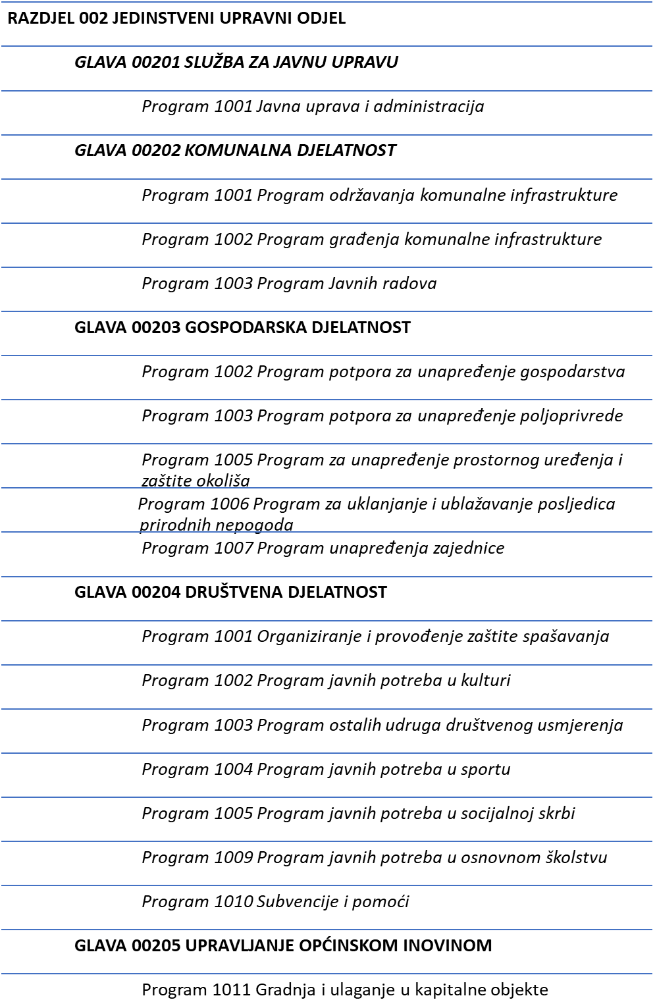 RAZDJEL 002 JEDINSTVENI UPRAVNI ODJEL
GLAVA 00201 SLUŽBA ZA JAVNU UPRAVU
Program 1001 Javna uprava i administracija
GLAVA 00202 KOMUNALNA DJELATNOST
Program 1001 Program održavanja komunalne infrastrukture
Program 1002 Program građenja komunalne infrastrukture
Program 1003 Program Javnih radova
GLAVA 00203 GOSPODARSKA DJELATNOST
Program 1002 Program potpora za unapređenje gospodarstva
Program 1003 Program potpora za unapređenje poljoprivrede
Program 1005 Program za unapređenje prostornog uređenja i
zaštite okoliša
Program 1006 Program za uklanjanje i ublažavanje posljedica
prirodnih nepogoda
Program 1007 Program unapređenja zajednice
GLAVA 00204 DRUŠTVENA DJELATNOST
Program 1001 Organiziranje i provođenje zaštite spašavanja
Program 1002 Program javnih potreba u kulturi
Program 1003 Program ostalih udruga društvenog usmjerenja
Program 1004 Program javnih potreba u sportu
Program 1005 Program javnih potreba u socijalnoj skrbi
Program 1009 Program javnih potreba u osnovnom školstvu
Program 1010 Subvencije i pomoći
GLAVA 00205 UPRAVLJANJE OPĆINSKOM INOVINOM
Program 1011 Gradnja i ulaganje u kapitalne objekte